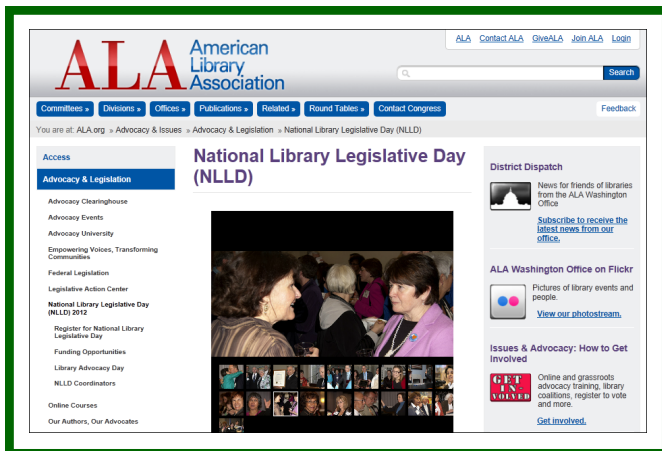 ALA American
Library
Association
ALA Contact ALA GiveALA Join ALA Login
Search
Committees » Divisions » Offices » Publications » Related » Round Tables » Contact Congress
Feedback
You are at: ALA.org » Advocacy & Issues » Advocacy & Legislation » National Library Legislative Day (NLLD)
Access
Advocacy & Legislation
Advocacy Clearinghouse
Advocacy Events
Advocacy University
Empowering Voices, Transforming
Communities
Federal Legislation
Legislative Action Center
National Library Legislative Day
(NLLD) 2012
Register for National Library
Legislative Day
Funding Opportunities
Library Advocacy Day
NLLD Coordinators
Online Courses
Our Authors, Our Advocates
National Library Legislative Day
(NLLD)
District Dispatch
News for friends of libraries
from the ALA Washington
Office
Subscribe to receive the
latest news from our
office.
ALA Washington Office on Flickr
Pictures of library events and
people.
View our photostream.
Issues & Advocacy: How to Get
Involved
GET
IN-
VOLVED
Online and grassroots
advocacy training, library
coalitions, register to vote
and more.
Get involved.